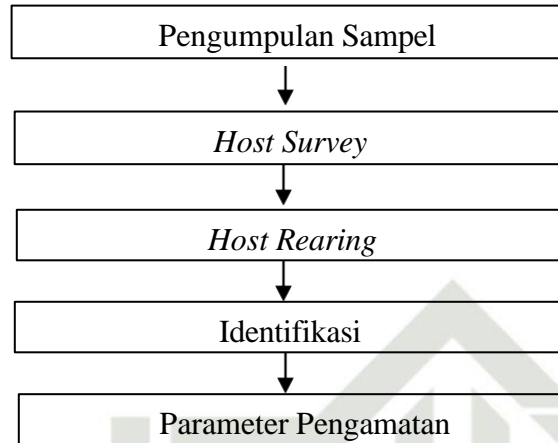 Pengumpulan Sampel
Host Survey
Host Rearing
Identifikasi
Parameter Pengamatan